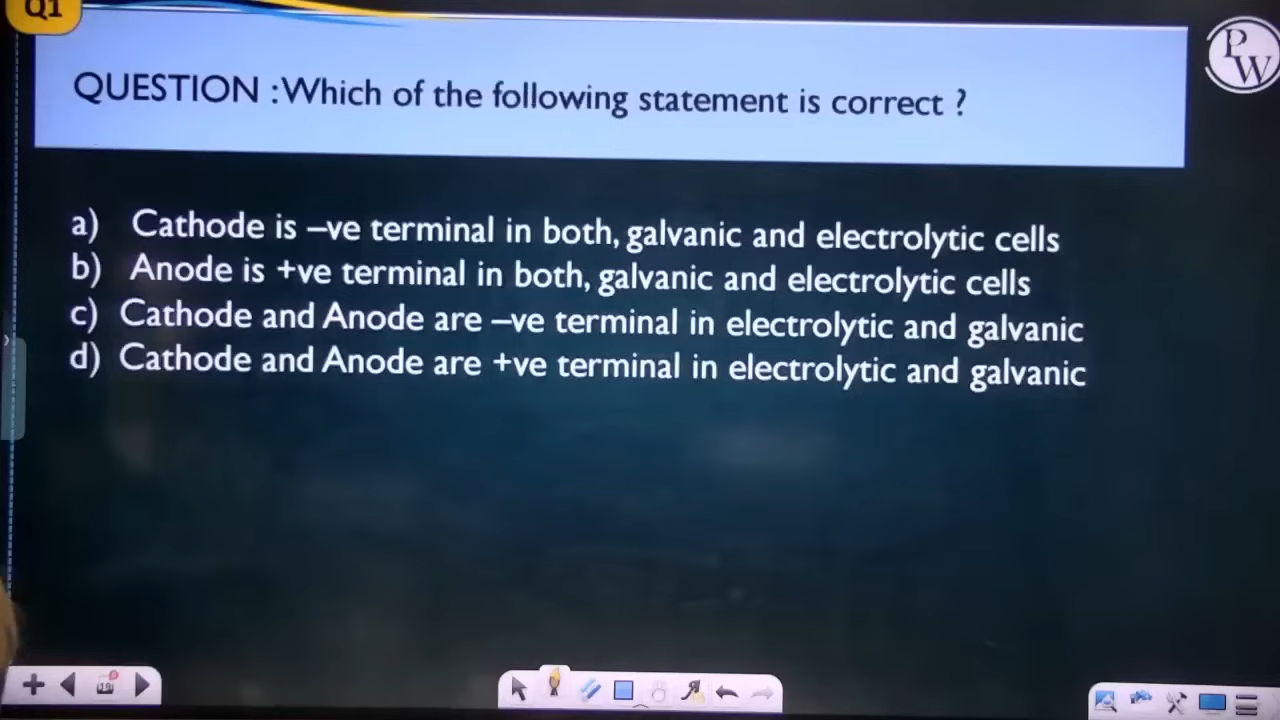 Q1
P
W
QUESTION :Which of the following statement is correct ?
a) Cathode is –ve terminal in both, galvanic and electrolytic cells
b) Anode is +ve terminal in both, galvanic and electrolytic cells
c) Cathode and Anode are –ve terminal in electrolytic and galvanic
d) Cathode and Anode are +ve terminal in electrolytic and galvanic